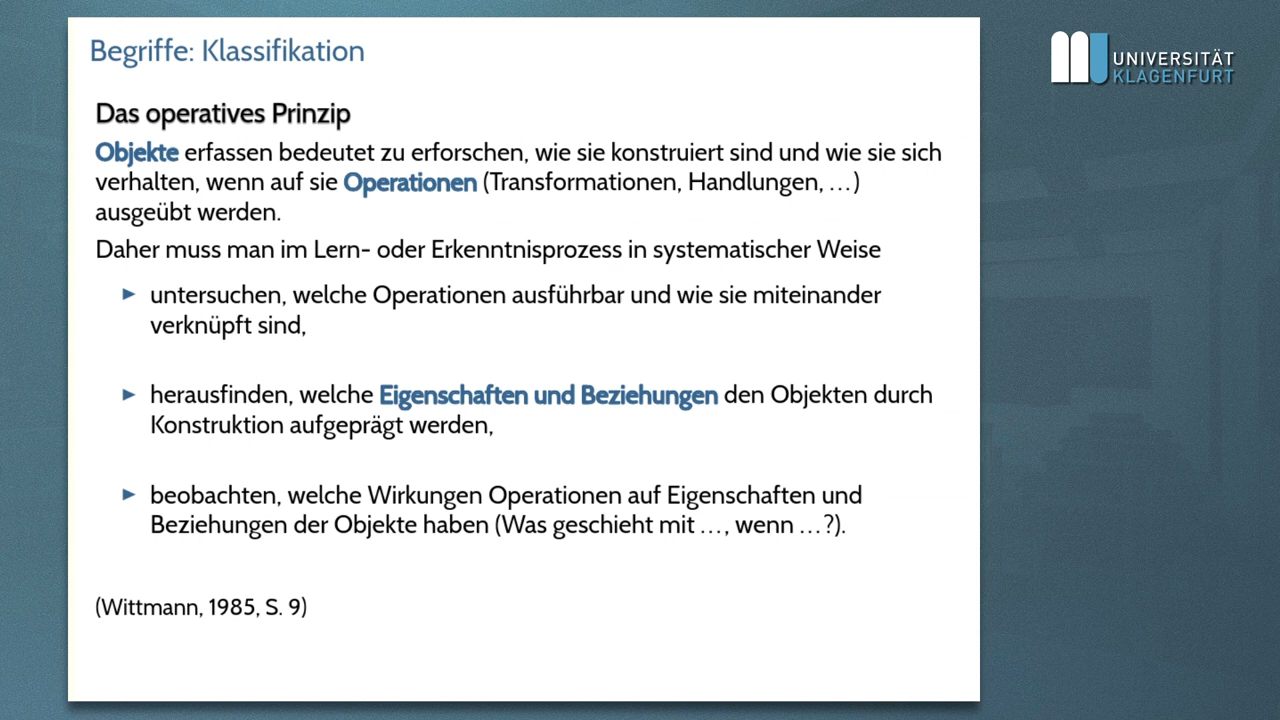 Begriffe: Klassifikation
UNIVERSITÄT
KLAGENFURT
Das operatives Prinzip
Objekte erfassen bedeutet zu erforschen, wie sie konstruiert sind und wie sie sich
verhalten, wenn auf sie Operationen (Transformationen, Handlungen, ...)
ausgeübt werden.
Daher muss man im Lern- oder Erkenntnisprozess in systematischer Weise
▶ untersuchen, welche Operationen ausführbar und wie sie miteinander
verknüpft sind,
▶ herausfinden, welche Eigenschaften und Beziehungen den Objekten durch
Konstruktion aufgeprägt werden,
▶ beobachten, welche Wirkungen Operationen auf Eigenschaften und
Beziehungen der Objekte haben (Was geschieht mit ..., wenn ...?).
(Wittmann, 1985, S. 9)